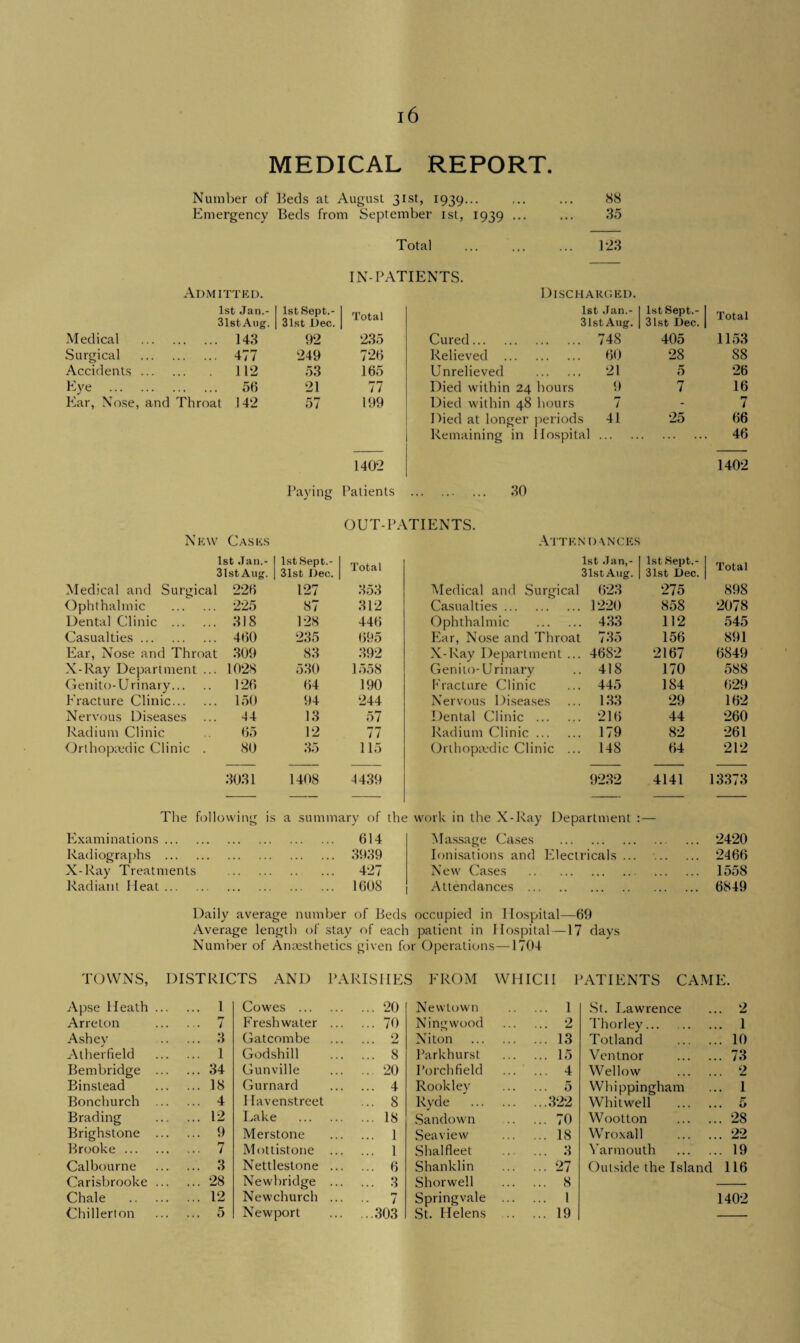 16
MEDICAL REPORT.
Number of Beds at August 31st, 1939... ... ... 88
Emergency Beds from September 1st, 1939 ... ... 35
Total ... ... ... 123
IN-PATIENTS.
ADMITTED.
1st Jan.-31st Aug. | 1st Sept.-31st Dec. | Total
Medical ... ... ... 143 92 235
Surgical ... ... ... 477 249 726
Accidents ... ... . 112 53 165
Eye ... ... ... ... 56 21 77
Ear, Nose, and Throat 142 57 199
1402
DISCHARGED.
1st Jan.-31st Aug. | 1st Sept.-31st Dec. | Total
Cured... ... ... ... 748 405 1153
Relieved ... ... ... 60 28 88
Unrelieved ... ... 21 5 26
Died within 24 hours 9 7 16
Died within 48 hours 7 - 7
Died at longer periods 41 25 66
Remaining in Hospital ... ... ... ... ... 46
1402
Paying Patients ... ... ... 30
OUT-PATIENTS.
NEW CASES
1st Jan.-31st Aug. | 1st Sept.-31st Dec. | Total
Medical and Surgical 226 127 353
Ophthalmic ... ... 225 87 312
Dental Clinic ... ... 318 128 446
Casualties ... ... ... 460 235 695
Ear, Nose and Throat 309 83 392
X-Ray Department ... 1028 530 1558
Genito-Urinary... .. 126 64 190
Fracture Clinic... ... 150 94 244
Nervous Diseases ... 44 13 57
Radium Clinic .. 65 12 77
Orthopædic Clinic . 80 35 115
3031 1408 4439
ATTENDANCES
1st Jan,-31st Aug. | 1st Sept.-31st Dec. | Total
Medical and Surgical 623 275 898
Casualties ... ... ... 1220 858 2078
Ophthalmic ... ... 433 112 545
Ear, Nose and Throat 735 156 891
X-Ray Department ... 4682 2167 6849
Genito-Urinary .. 418 170 588
Fracture Clinic ... 445 184 629
Nervous Diseases ... 133 29 162
Dental Clinic ... ... 216 44 260
Radium Clinic ... ... 179 82 261
Orthopædic Clinic ... 148 64 212
9232 4141 13373
The following is a summary of the work in the X-Ray Department :—
Examinations ... ... ... ... ... ... 614
Radiographs ... ... ... ... ... ... 3939
X-Ray Treatments ... ... .. ... 427
Radiant Heat ... ... ... ... ... ... 1608
Massage Cases ... ... ... ... ... 2420
Ionisations and Electricals ... ... ... 2466
New Cases .. ... ... ... ... ... 1558
Attendances ... .. ... .. ... ... 6849
Daily average number of Beds occupied in Hospital—69
Average length of stay of each patient in Hospital—17 days
Number of Anæsthetics given for Operations—1704
TOWNS, DISTRICTS AND PARISHES FROM WHICH PATIENTS CAME.
Apse Heath ... ... 1
Arreton ... ... 7
Ashey ... ... 3
Atherfield ... ... 1
Bembridge ... ... 34
Binstead ... ... 18
Bonchurch ... ... 4
Brading ... ... 12
Brighstone ... ... 9
Brooke ... ... ... 7
Calbourne ... ... 3
Carisbrooke ... ... 28
Chale .. ... ... 12
Chillerton ... ... 5
Cowes ... ... ... 20
Freshwater ... ... 70
Gatcombe ... ... 2
Godshill ... ... 8
Gunville ... ... 20
Gurnard ... ... 4
Havenstreet ... 8
Lake ... ... ... 18
Merstone ... ... 1
Mottistone ... ... 1
Nettlestone ... ... 6
Newbridge ... ... 3
Newchurch ... .. 7
Newport ... ...303
Newtown .. ... 1
Ningwood ... ... 2
Niton ... ... ... 13
Parkhurst ... ... 15
Porchfield ... ... 4
Rookley ... ... 5
Ryde ... ... ...322
Sandown .. ... 70
Seaview ... ... 18
Shalfleet ... ... 3
Shanklin ... ... 27
Shorwell ... ... 8
Springvale ... ... 1
St. Helens .. ... 19
St. Lawrence ... 2
Thorley... ... ... 1
Totland ... ... 10
Ventnor ... ... 73
Wellow ... ... 2
Whippingham ... 1
Whitwell ... ... 5
Wootton ... ... 28
Wroxall ... ... 22
Yarmouth ... ... 19
Outside the Island 116
1402